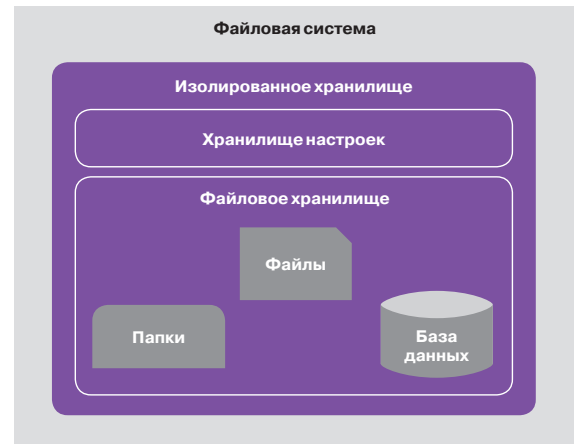 Файловая система
Изолированное хранилище
Хранилище настроек
Файловое хранилище
Файлы
Папки
База
данных